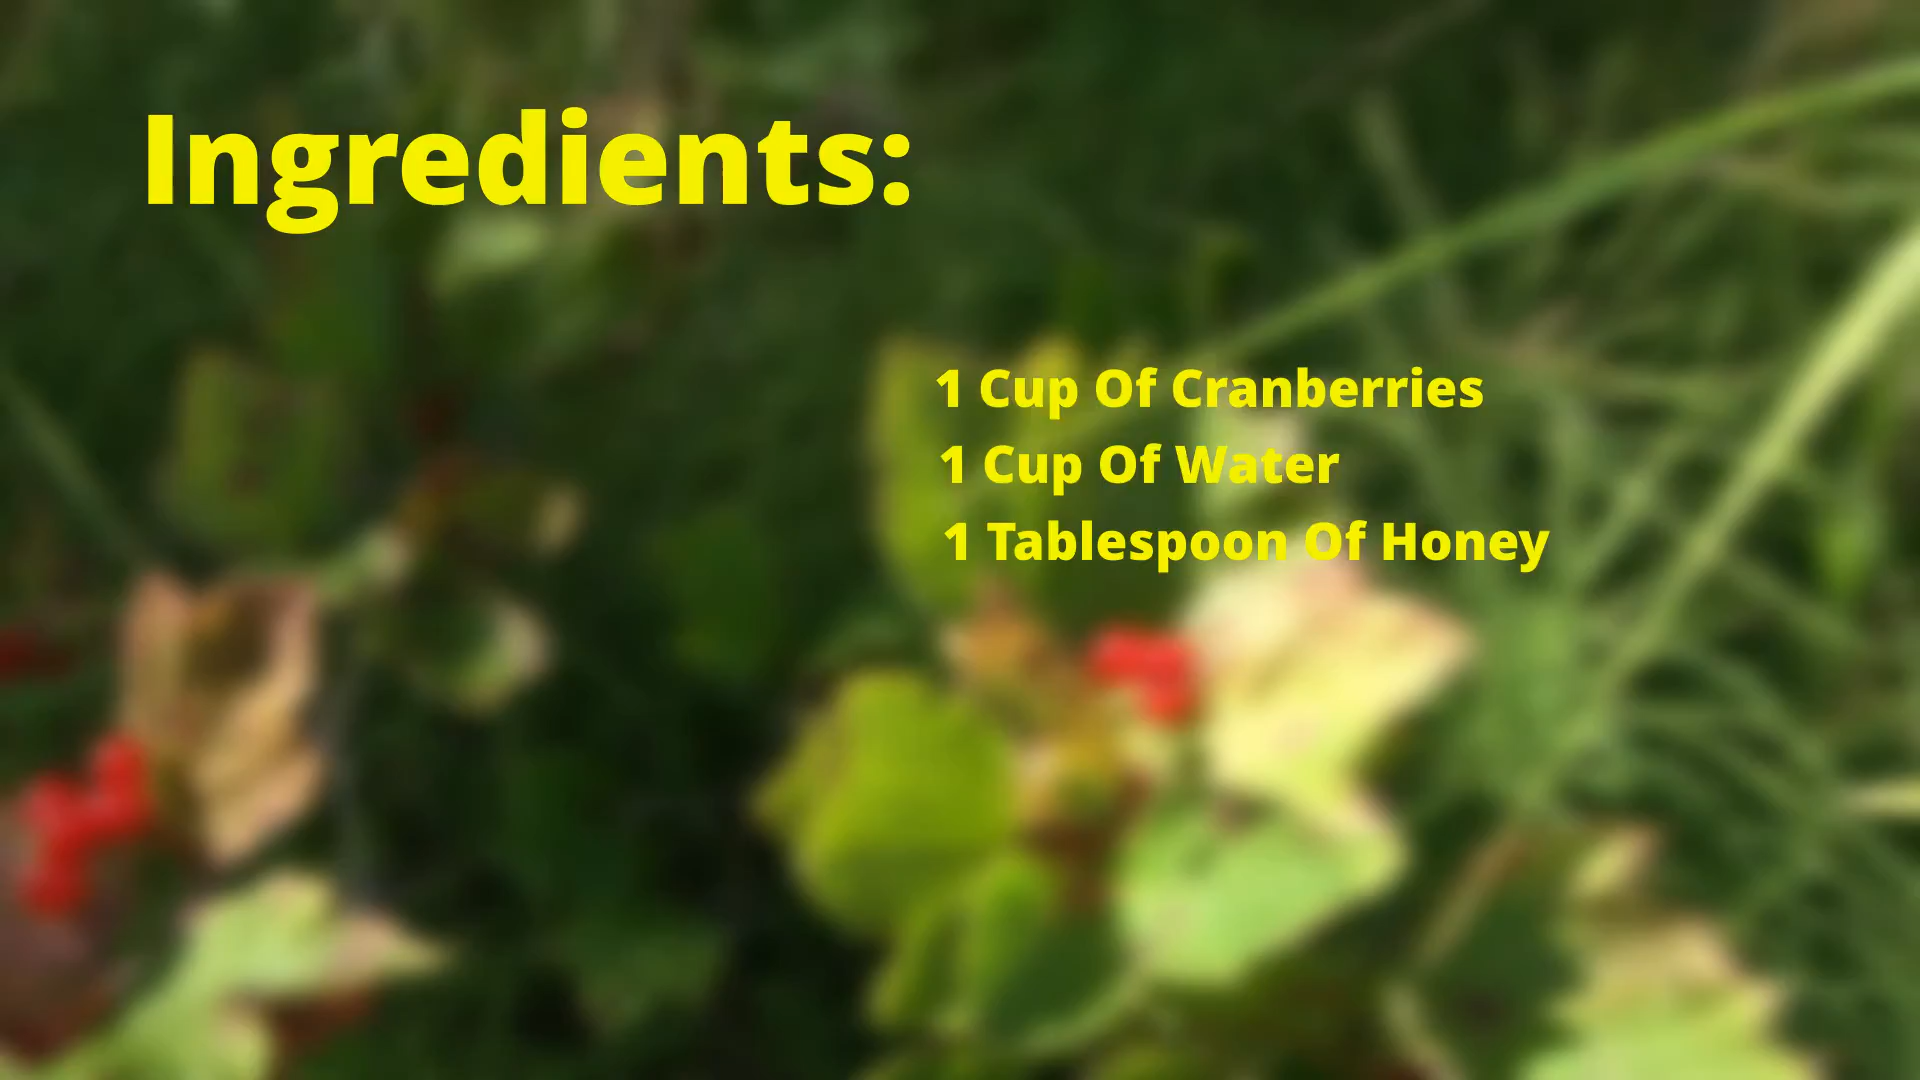 Ingredients:
1 Cup Of Cranberries
1 Cup Of Water
1 Tablespoon Of Honey